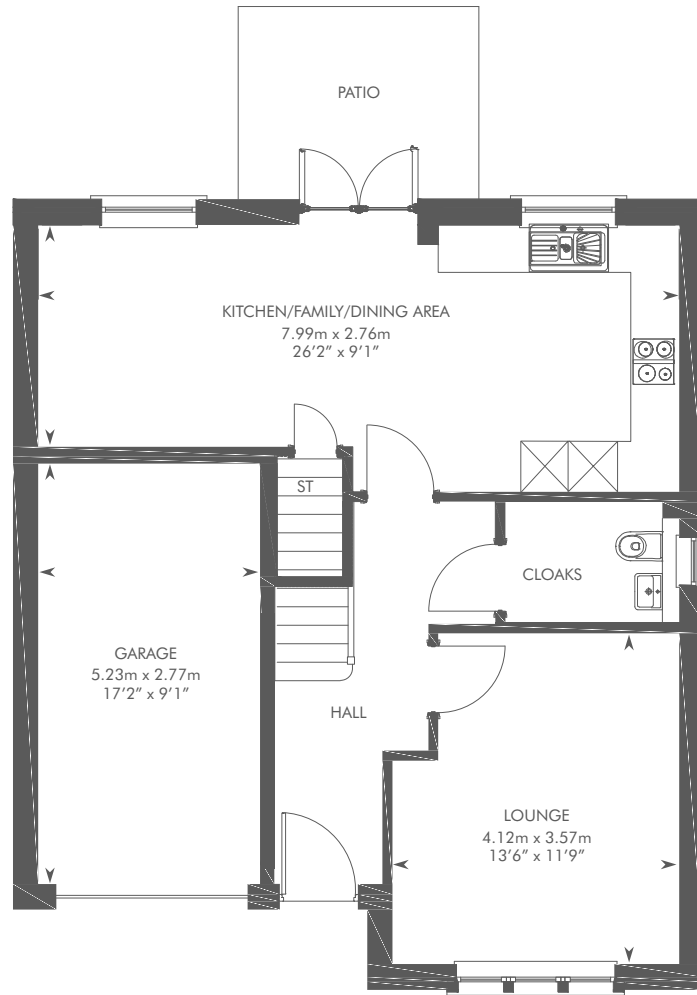 PATIO
KITCHEN/FAMILY/DINING AREA
7.99m x 2.76m
26’2” x 9’1”
ST
CLOAKS
GARAGE
5.23m x 2.77m
17’2” x 9’1”
HALL
LOUNGE
4.12m x 3.57m
13’6” x 11’9”